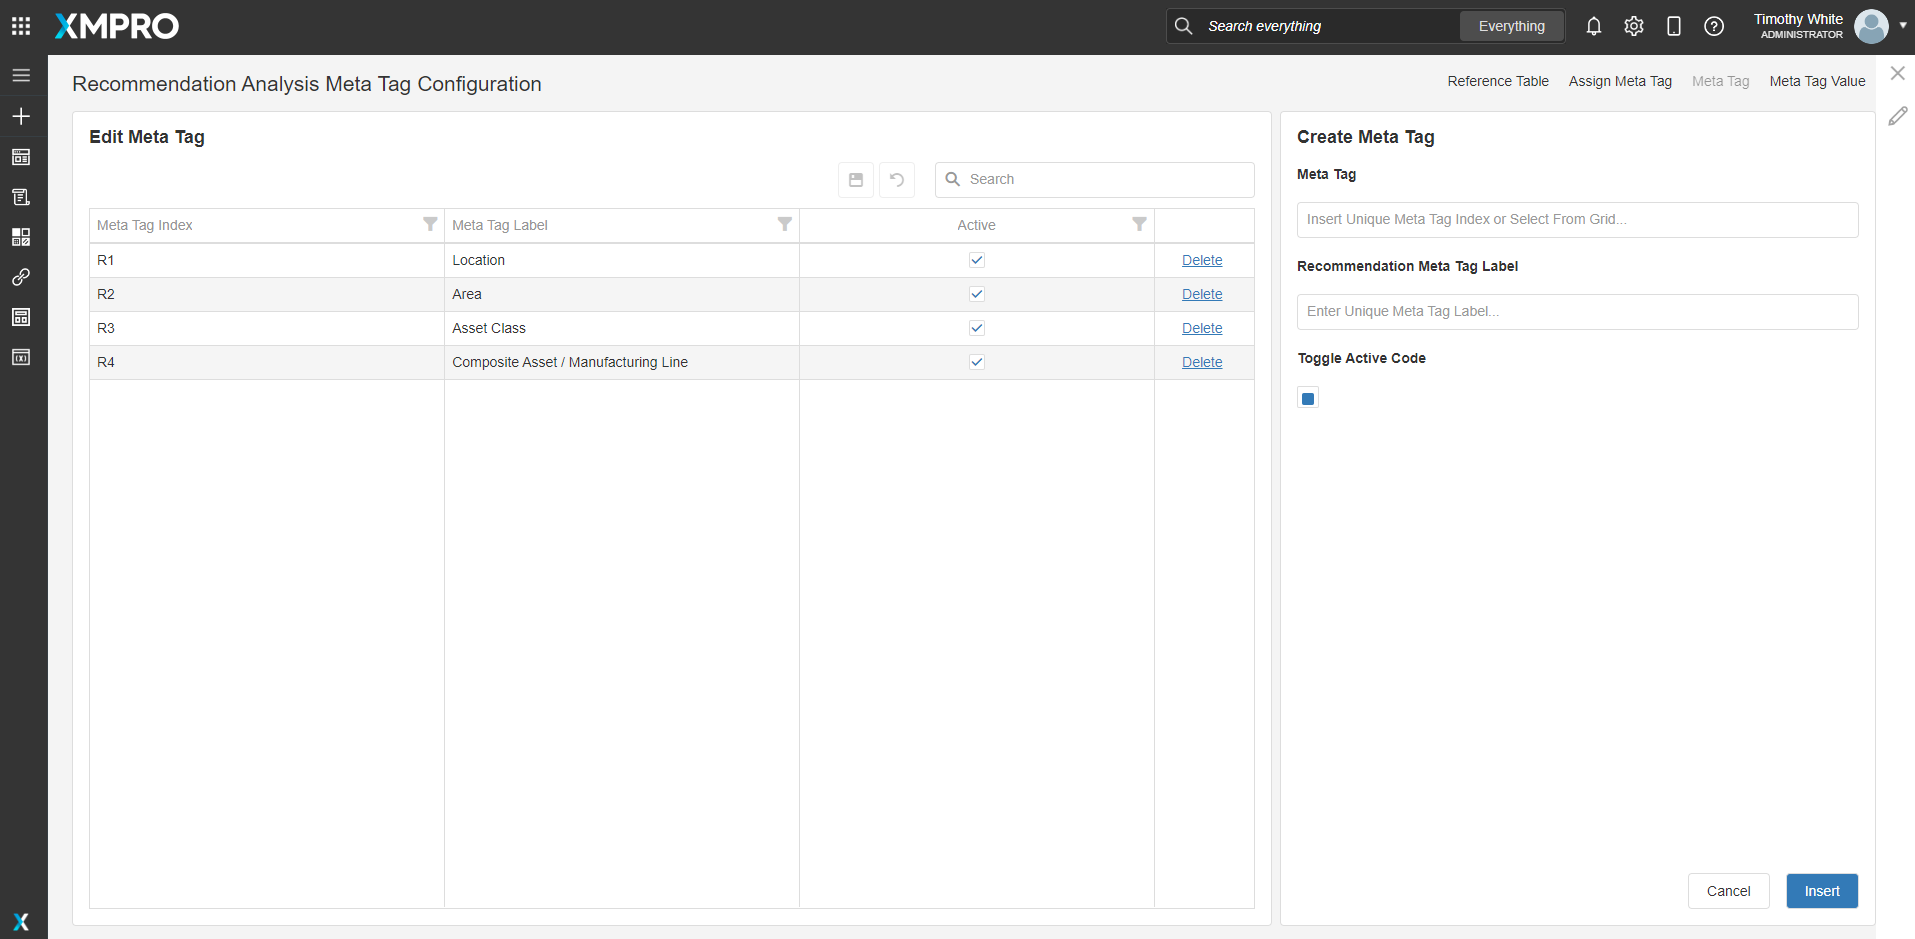 XMPRO
Search everything
Everything
Timothy White
ADMINISTRATOR
Recommendation Analysis Meta Tag Configuration
Reference Table
Assign Meta Tag
Meta Tag
Meta Tag Value
Edit Meta Tag
Search
Meta Tag Index
Meta Tag Label
Active
R1
Location
Delete
R2
Area
Delete
R3
Asset Class
Delete
R4
Composite Asset / Manufacturing Line
Delete
Create Meta Tag
Meta Tag
Insert Unique Meta Tag Index or Select From Grid...
Recommendation Meta Tag Label
Enter Unique Meta Tag Label...
Toggle Active Code
Cancel
Insert